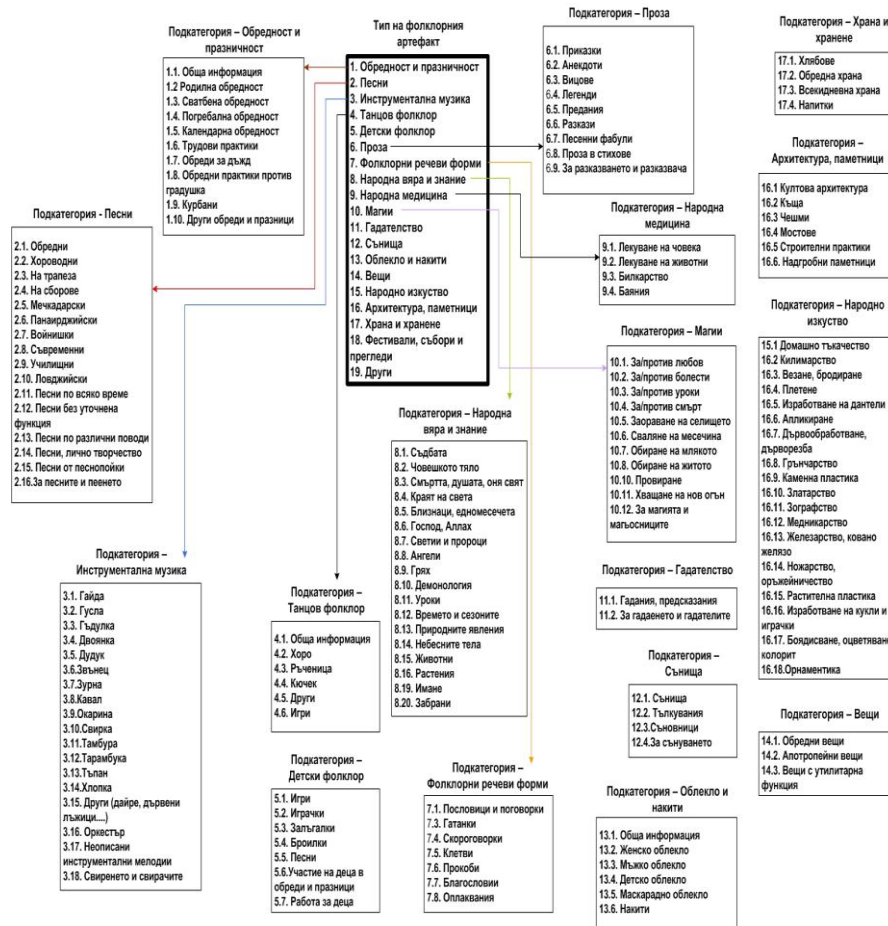 Тип на фолклорния
артефакт
1. Обредност и празничност
2. Песни
3. Инструментална музика
4. Танцов фолклор
5. Детски фолклор
6. Проза
7. Фолклорни речеви форми
8. Народна вяра и знание
9. Народна медицина
10. Магии
11. Гадателство
12. Сънища
13. Облекло и накити
14. Вещи
15. Народно изкуство
16. Архитектура, паметници
17. Храна и хранене
18. Фестивали, събори и
прегледи
19. Други
Подкатегория – Обредност и
празничност
1.1. Обща информация
1.2 Родилна обредност
1.3. Сватбена обредност
1.4. Погребална обредност
1.5. Календарна обредност
1.6. Трудови практики
1.7. Обреди за дъжд
1.8. Обредни практики против
градушка
1.9. Курбани
1.10. Други обреди и празници
Подкатегория - Песни
2.1. Обредни
2.2. Хороводни
2.3. На трапеза
2.4. На сборове
2.5. Мечкадарски
2.6. Панаирджийски
2.7. Войнишки
2.8. Съвременни
2.9. Училищни
2.10. Ловджийски
2.11. Песни по всяко време
2.12. Песни без уточнена
функция
2.13. Песни по различни поводи
2.14. Песни, лично творчество
2.15. Песни от песнопойки
2.16.За песните и пеенето
Подкатегория –
Инструментална музика
3.1. Гайда
3.2. Гусла
3.3. Гъдулка
3.4. Двоянка
3.5. Дудук
3.6.Звънец
3.7.Зурна
3.8.Кавал
3.9.Окарина
3.10.Свирка
3.11.Тамбура
3.12.Тарамбука
3.13.Тъпан
3.14.Хлопка
3.15. Други (дайре, дървени
лъжици....)
3.16. Оркестър
3.17. Неописани
инструментални мелодии
3.18. Свиренето и свирачите
Подкатегория –
Танцов фолклор
4.1. Обща информация
4.2. Хоро
4.3. Ръченица
4.4. Кючек
4.5. Други
4.6. Игри
Подкатегория –
Детски фолклор
5.1. Игри
5.2. Играчки
5.3. Залъгалки
5.4. Броилки
5.5. Песни
5.6.Участие на деца в
обреди и празници
5.7. Работа за деца
Подкатегория – Проза
6.1. Приказки
6.2. Анекдоти
6.3. Вицове
6.4. Легенди
6.5. Предания
6.6. Разкази
6.7. Песенни фабули
6.8. Проза в стихове
6.9. За разказването и разказвача
Подкатегория – Народна
медицина
9.1. Лекуване на човека
9.2. Лекуване на животни
9.3. Билкарство
9.4. Баяния
Подкатегория – Магии
10.1. За/против любов
10.2. За/против болести
10.3. За/против уроки
10.4. За/против смърт
10.5. Заораване на селището
10.6. Сваляне на месечина
10.7. Обиране на млякото
10.8. Обиране на житото
10.10. Провиране
10.11. Хващане на нов огън
10.12. За магията и
магьосниците
Подкатегория – Народна
вяра и знание
8.1. Съдбата
8.2. Човешкото тяло
8.3. Смъртта, душата, оня свят
8.4. Краят на света
8.5. Близнаци, едномесечета
8.6. Господ, Аллах
8.7. Светии и пророци
8.8. Ангели
8.9. Грях
8.10. Демонология
8.11. Уроки
8.12. Времето и сезоните
8.13. Природните явления
8.14. Небесните тела
8.15. Животни
8.16. Растения
8.19. Имане
8.20. Забрани
Подкатегория –
Фолклорни речеви форми
7.1. Пословици и поговорки
7.3. Гатанки
7.4. Скороговорки
7.5. Клетви
7.6. Прокоби
7.7. Благословии
7.8. Оплаквания
Подкатегория – Гадателство
11.1. Гадания, предсказания
11.2. За гадаенето и гадателите
Подкатегория –
Сънища
12.1. Сънища
12.2. Тълкувания
12.3.Съновници
12.4.За сънуването
Подкатегория – Облекло и
накити
13.1. Обща информация
13.2. Женско облекло
13.3. Мъжко облекло
13.4. Детско облекло
13.5. Маскарадно облекло
13.6. Накити
Подкатегория – Храна и
хранене
17.1. Хлябове
17.2. Обредна храна
17.3. Всекидневна храна
17.4. Напитки
Подкатегория –
Архитектура, паметници
16.1 Култова архитектура
16.2 Къща
16.3 Чешми
16.4 Мостове
16.5 Строителни практики
16.6. Надгробни паметници
Подкатегория – Народно
изкуство
15.1 Домашно тъкачество
16.2 Килимарство
16.3. Везане, бродиране
16.4. Плетене
16.5. Изработване на дантели
16.6. Апликиране
16.7. Дървообработване,
дърворезба
16.8. Грънчарство
16.9. Каменна пластика
16.10. Златарство
16.11. Зографство
16.12. Медникарство
16.13. Железарство, ковано
желязо
16.14. Ножарство,
оръжейничество
16.15. Растителна пластика
16.16. Изработване на кукли и
играчки
16.17. Боядисване, оцветяване
колорит
16.18.Орнаментика
Подкатегория – Вещи
14.1. Обредни вещи
14.2. Апотропейни вещи
14.3. Вещи с утилитарна
функция